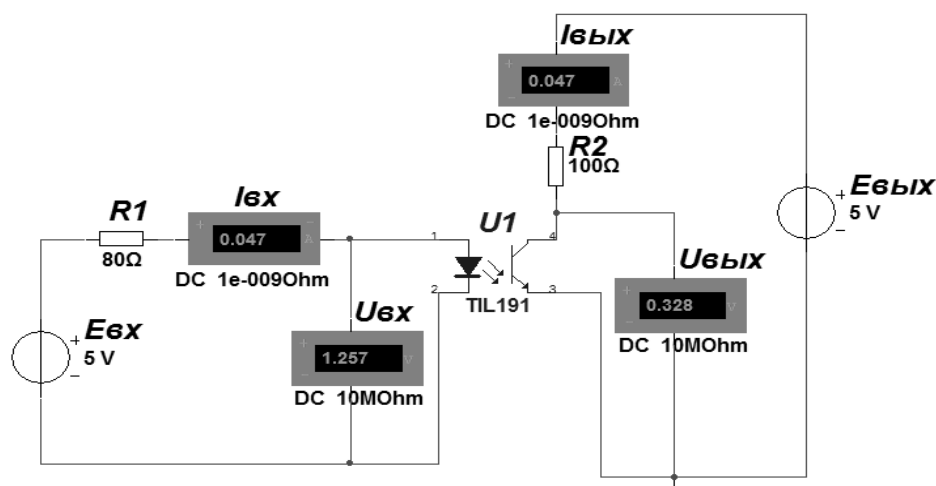 Iвых
+
0.047
A
−
DC 1e-009Ohm
R2
100Ω
+
Eвых
5 V
−
R1
80Ω
Iвх
+
−
0.047
A
DC 1e-009Ohm
1
2
U1
4
3
TIL191
Uвых
+
0.328
V
−
DC 10MOhm
Eвх
+
5 V
−
Uвх
+
1.257
V
−
DC 10MOhm